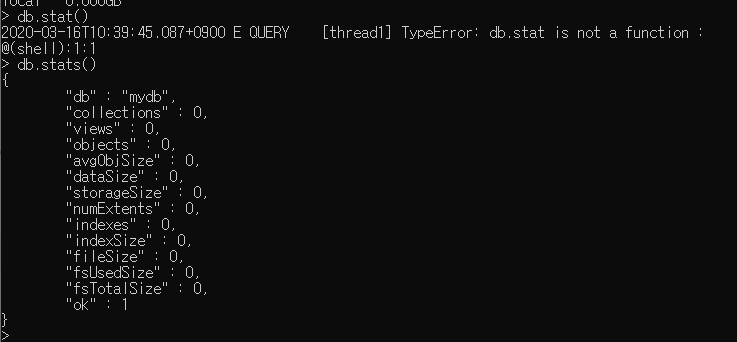 local   0.000GB
> db.stat()
2020-03-16T10:39:45.087+0900 E QUERY    [thread1] TypeError: db.stat is not a function :
@(shell):1:1
> db.stats()
{
        "db" : "mydb",
        "collections" : 0,
        "views" : 0,
        "objects" : 0,
        "avgObjSize" : 0,
        "dataSize" : 0,
        "storageSize" : 0,
        "numExtents" : 0,
        "indexes" : 0,
        "indexSize" : 0,
        "fileSize" : 0,
        "fsUsedSize" : 0,
        "fsTotalSize" : 0,
        "ok" : 1
}
>